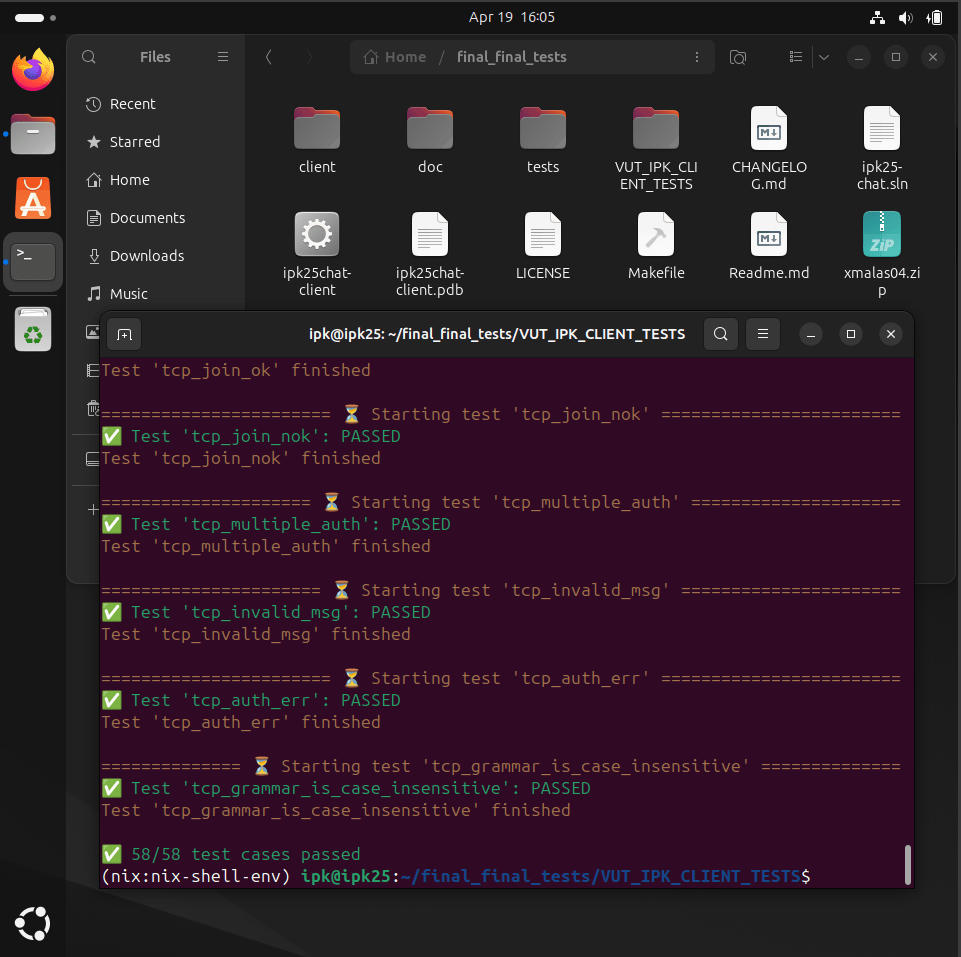 Apr 19 16:05
Files
Home / final_final_tests
Recent
Starred
Home
Documents
Downloads
Music
client
doc
tests
VUT_IPK_CLI
ENT_TESTS
CHANGELO
G.md
ipk25-
chat.sln
ipk25chat-
client
ipk25chat-
client.pdb
LICENSE
Makefile
Readme.md
xmalas04.zi
p
ipk@ipk25: ~/final_final_tests/VUT_IPK_CLIENT_TESTS
Test 'tcp_join_ok' finished
======================= ⏳ Starting test 'tcp_join_nok' ========================
✅ Test 'tcp_join_nok': PASSED
Test 'tcp_join_nok' finished
===================== ⏳ Starting test 'tcp_multiple_auth' =====================
✅ Test 'tcp_multiple_auth': PASSED
Test 'tcp_multiple_auth' finished
====================== ⏳ Starting test 'tcp_invalid_msg' ======================
✅ Test 'tcp_invalid_msg': PASSED
Test 'tcp_invalid_msg' finished
======================= ⏳ Starting test 'tcp_auth_err' ========================
✅ Test 'tcp_auth_err': PASSED
Test 'tcp_auth_err' finished
============== ⏳ Starting test 'tcp_grammar_is_case_insensitive' ==============
✅ Test 'tcp_grammar_is_case_insensitive': PASSED
Test 'tcp_grammar_is_case_insensitive' finished
✅ 58/58 test cases passed
(nix:nix-shell-env) ipk@ipk25:~/final_final_tests/VUT_IPK_CLIENT_TESTS$